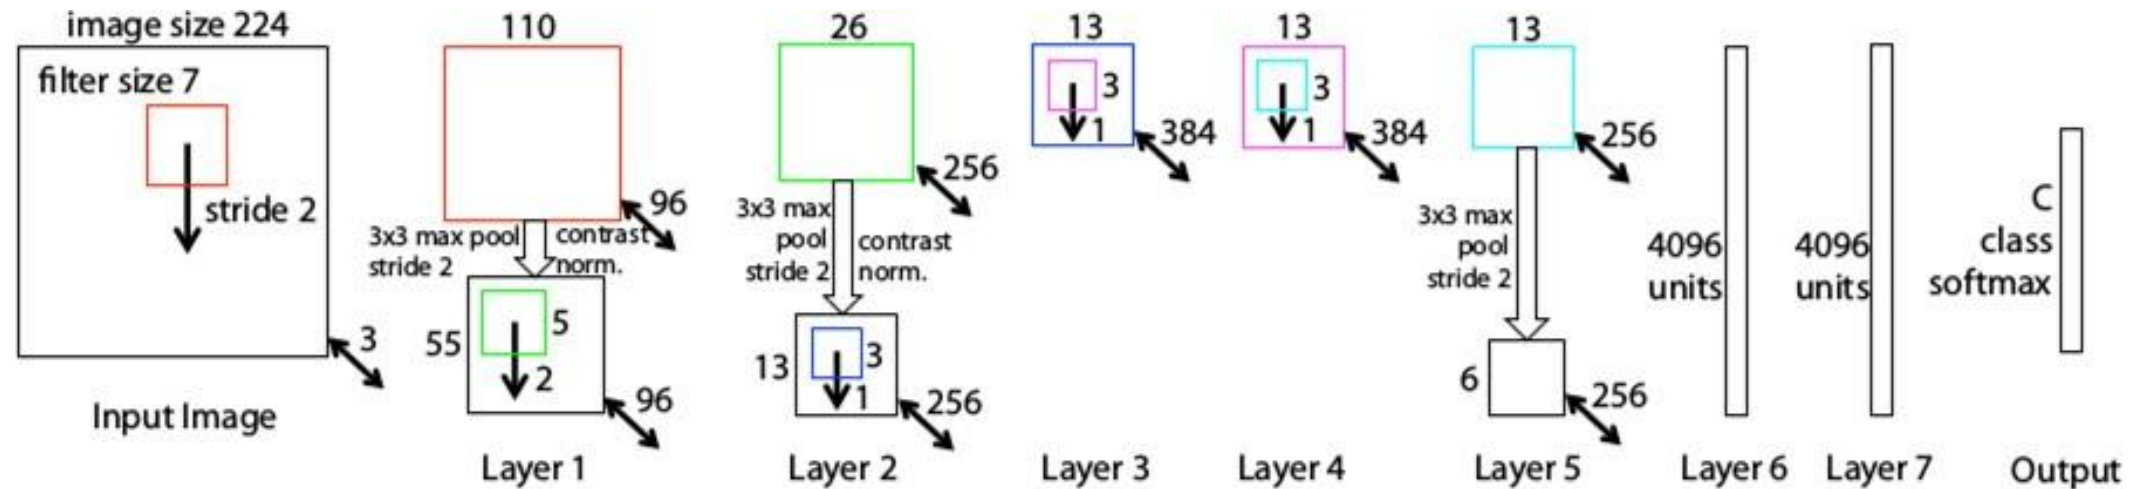 image size 224
filter size 7
stride 2
3
Input Image
110
96
3x3 max pool
stride 2
contrast
norm.
55
5
2
96
Layer 1
26
256
3x3 max
pool
stride 2
contrast
norm.
13
3
1
256
Layer 2
13
3
1
384
Layer 3
13
3
1
384
Layer 4
13
256
3x3 max
pool
stride 2
6
256
Layer 5
4096
units
Layer 6
4096
units
Layer 7
C
class
softmax
Output